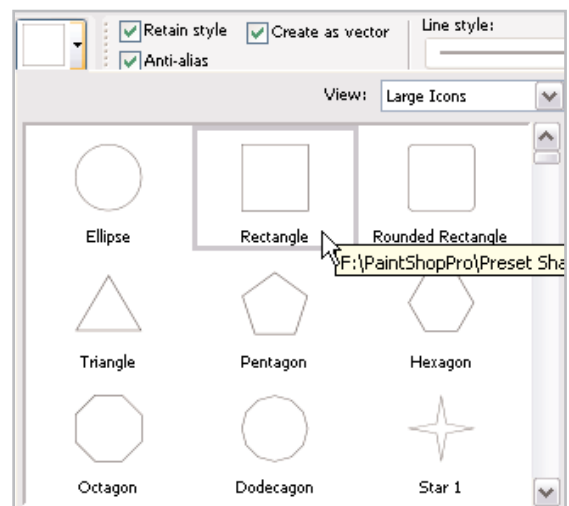 Retain style Create as vector Line style:
Anti-alias
View: Large Icons
Ellipse Rectangle Rounded Rectangle
F:\PaintShopPro\Preset Sha
Triangle Pentagon Hexagon
Octagon Dodecagon Star 1